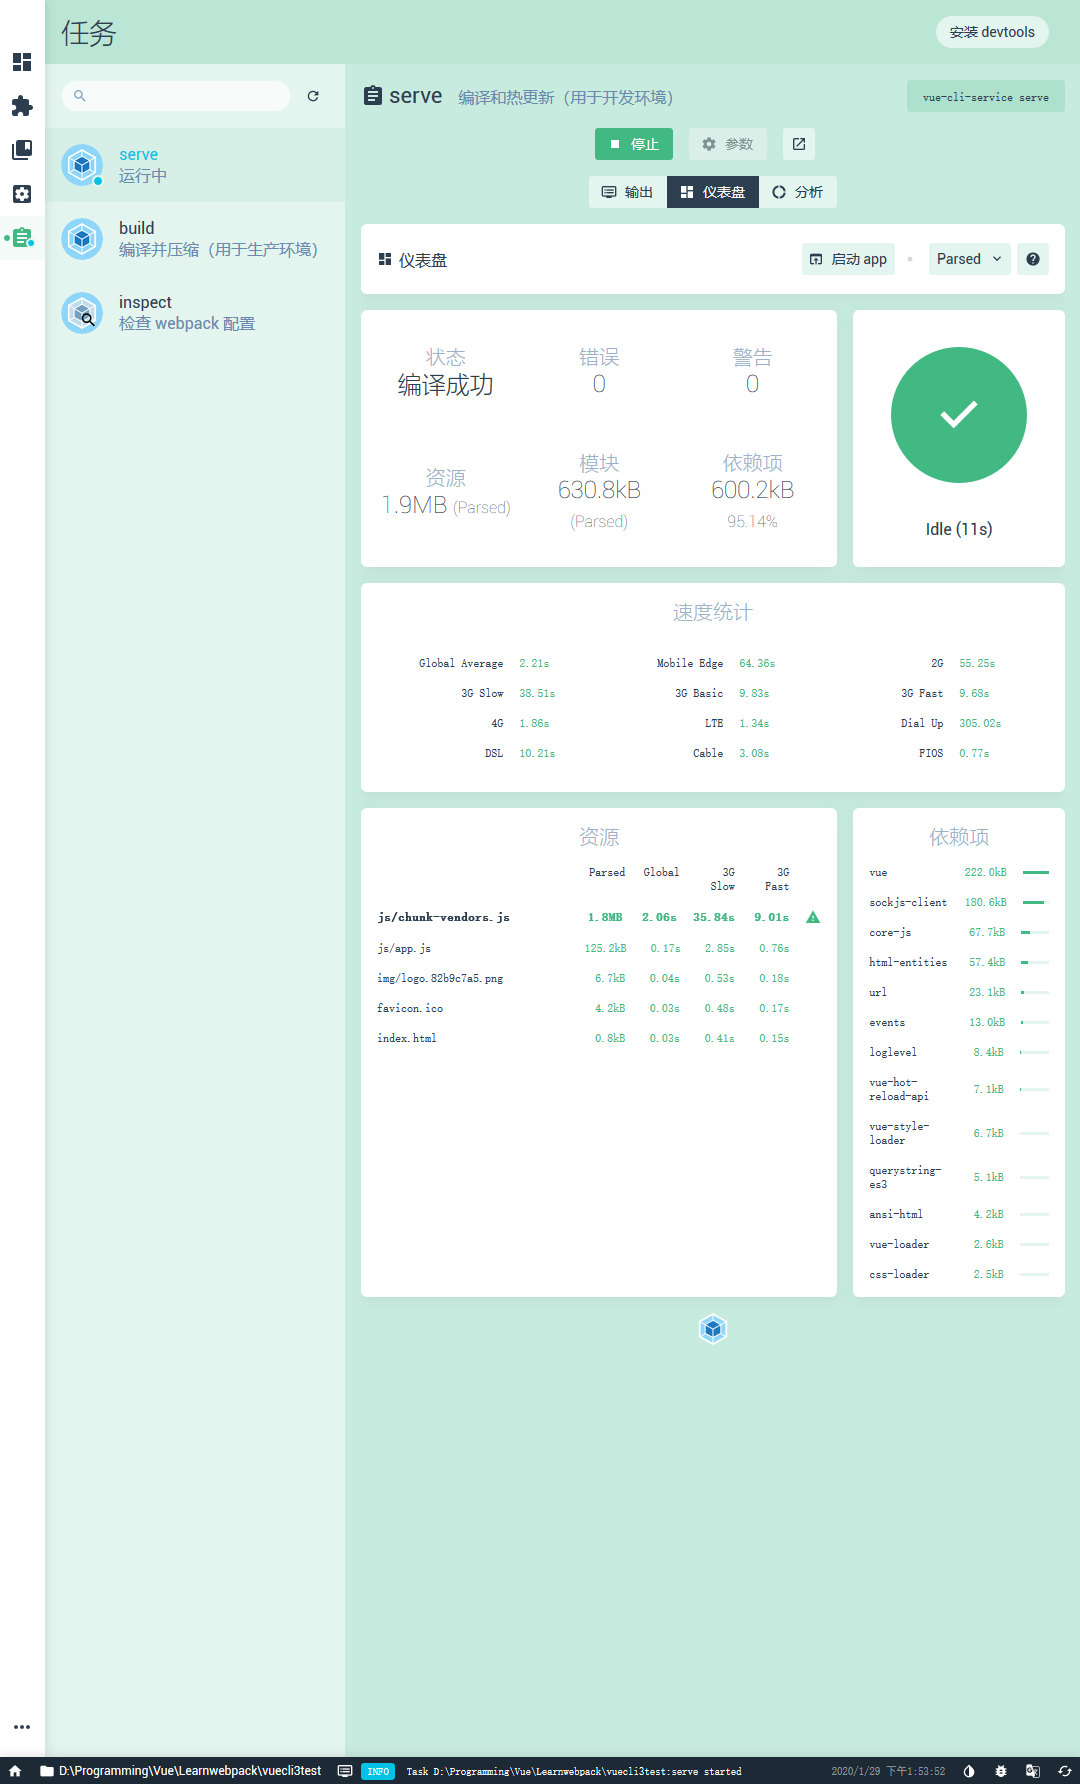 任务
安装 devtools
serve
运行中
build
编译并压缩（用于生产环境）
inspect
检查 webpack 配置
serve 编译和热更新（用于开发环境）
vue-cli-service serve
停止 参数
输出 仪表盘 分析
仪表盘
启动 app Parsed
状态 错误 警告
编译成功 0 0
资源 模块 依赖项
1.9MB (Parsed) 630.8kB 600.2kB
(Parsed) 95.14%
Idle (11s)
速度统计
Global Average 2.21s Mobile Edge 64.36s 2G 55.25s
3G Slow 38.51s 3G Basic 9.83s 3G Fast 9.68s
4G 1.86s LTE 1.34s Dial Up 305.02s
DSL 10.21s Cable 3.08s FIOS 0.77s
资源
Parsed Global 3G Slow 3G Fast
js/chunk-vendors.js 1.8MB 2.06s 35.84s 9.01s
js/app.js 125.2kB 0.17s 2.85s 0.76s
img/logo.82b9c7a5.png 6.7kB 0.04s 0.53s 0.18s
favicon.ico 4.2kB 0.03s 0.48s 0.17s
index.html 0.8kB 0.03s 0.41s 0.15s
依赖项
vue 222.0kB
sockjs-client 180.6kB
core-js 67.7kB
html-entities 57.4kB
url 23.1kB
events 13.0kB
loglevel 8.4kB
vue-hot-
reload-api 7.1kB
vue-style-
loader 6.7kB
querystring-
es3 5.1kB
ansi-html 4.2kB
vue-loader 2.6kB
css-loader 2.5kB
D:\Programming\Vue\Learnwebpack\vuecli3test INFO Task D:\Programming\Vue\Learnwebpack\vuecli3test:serve started 2020/1/29 下午1:53:52